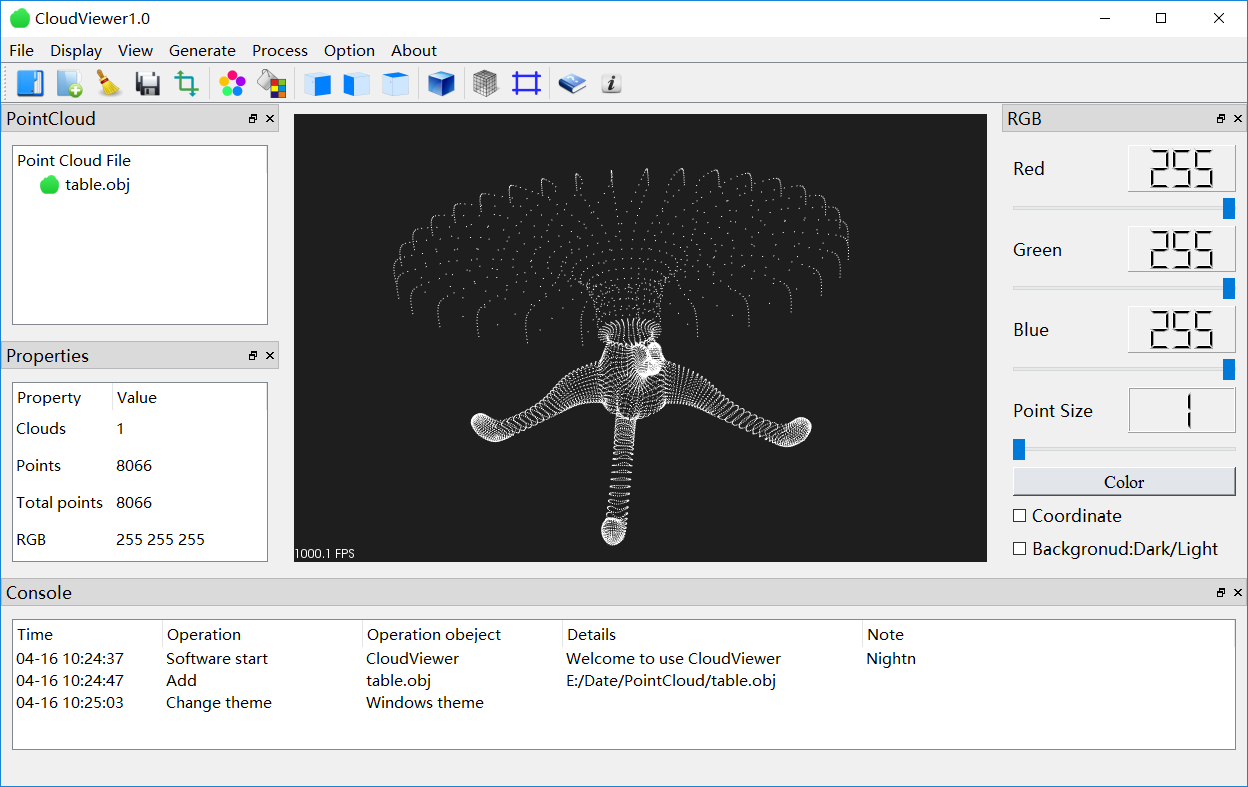 CloudViewer1.0
File Display View Generate Process Option About
PointCloud
Point Cloud File
table.obj
Properties
Property Value
Clouds 1
Points 8066
Total points 8066
RGB 255 255 255
1000.1 FPS
RGB
Red 255
Green 255
Blue 255
Point Size 1
Color
Coordinate
Backgronud:Dark/Light
Console
Time Operation Operation obeject Details Note
04-16 10:24:37 Software start CloudViewer Welcome to use CloudViewer Nightn
04-16 10:24:47 Add table.obj E:/Date/PointCloud/table.obj
04-16 10:25:03 Change theme Windows theme